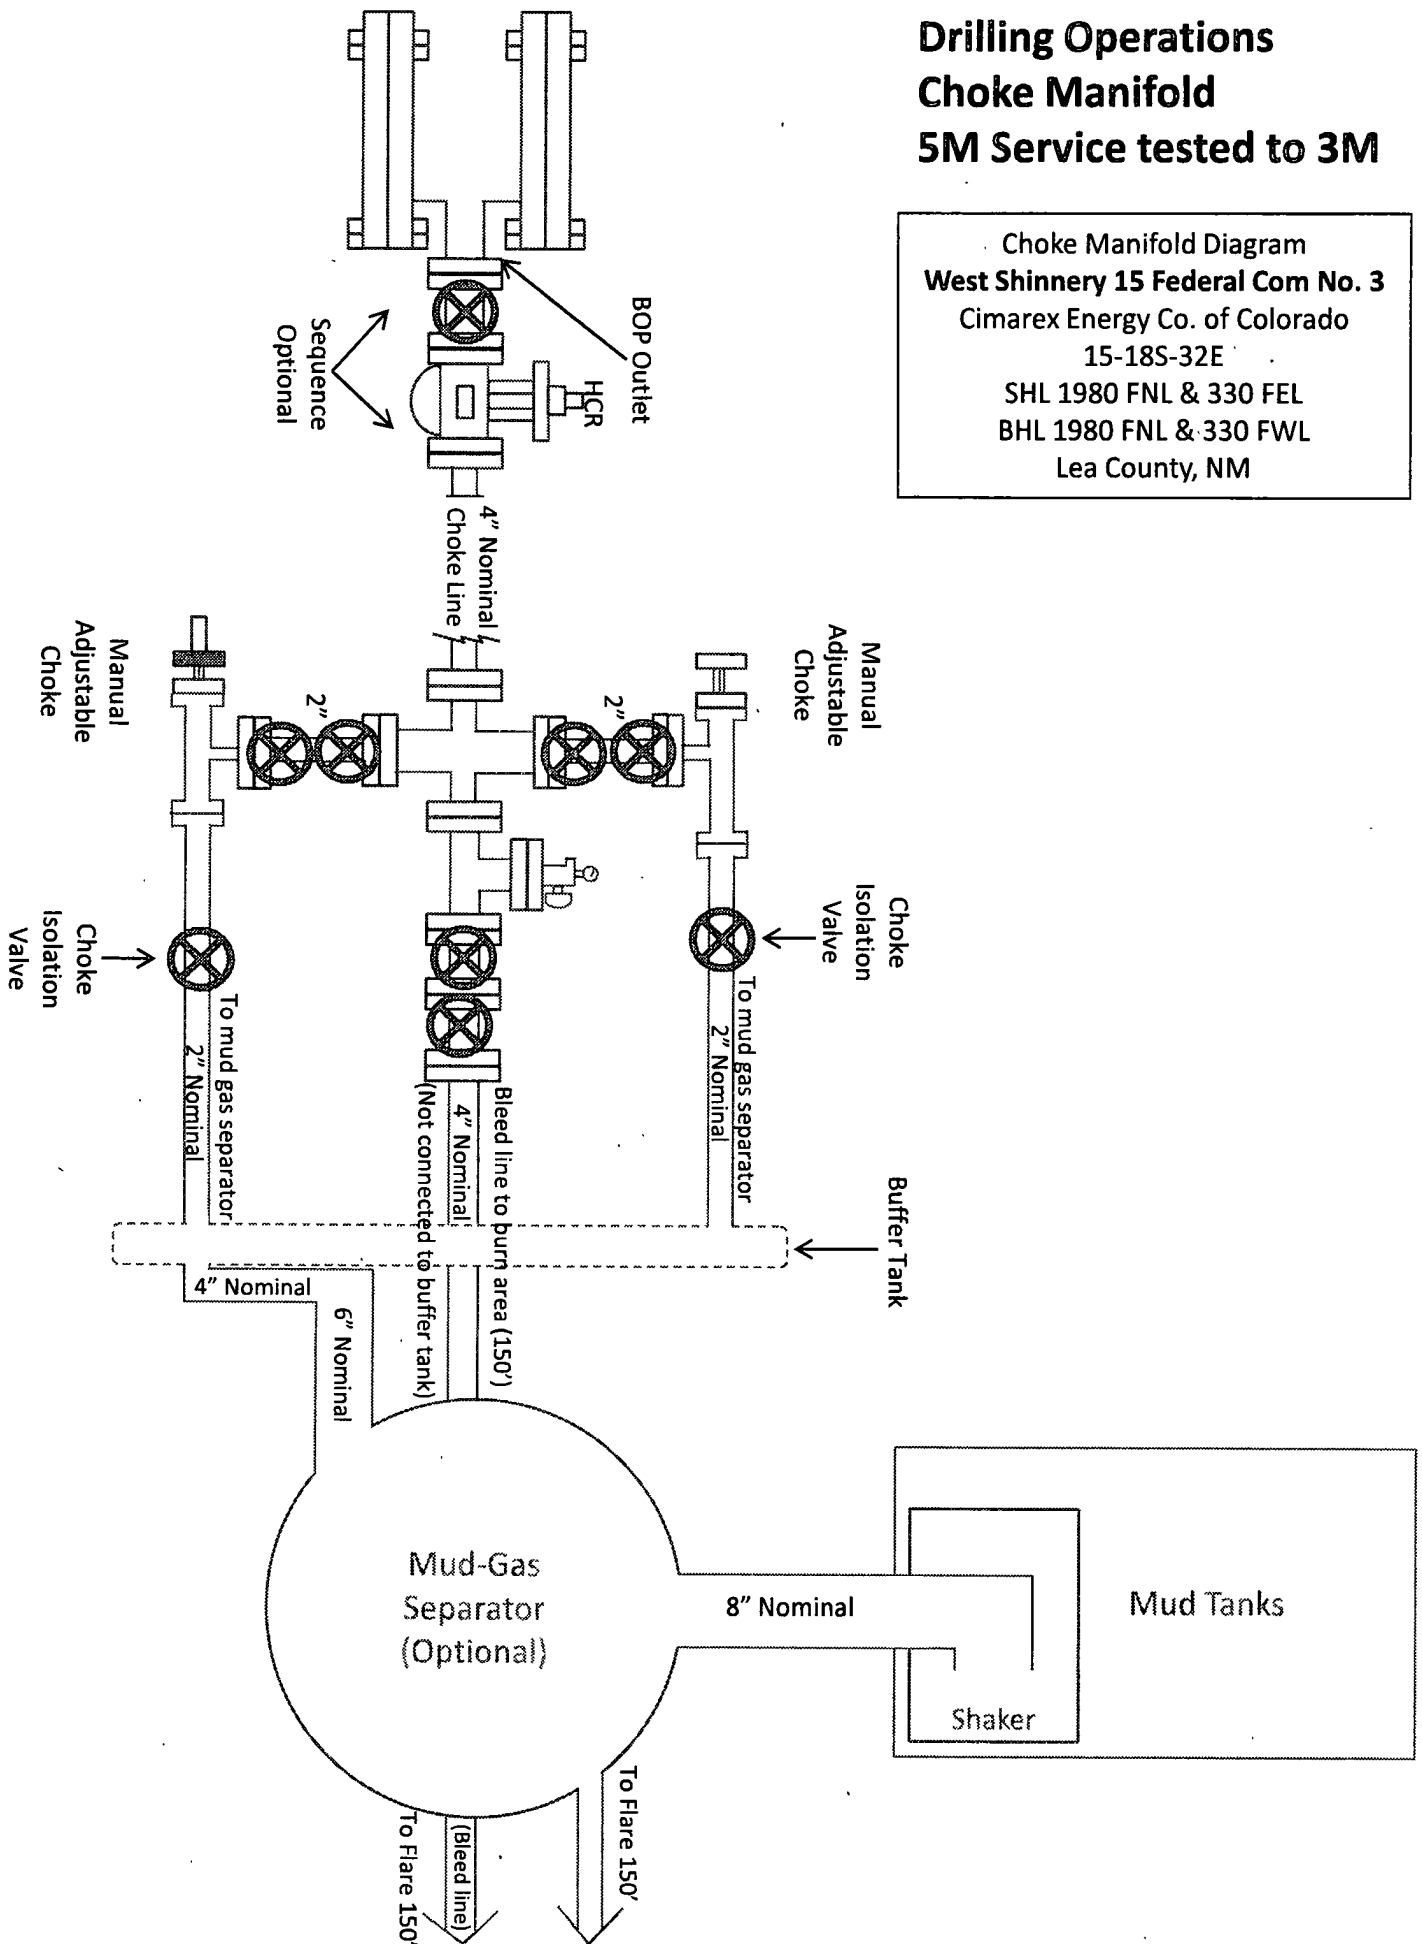 Drilling Operations
Choke Manifold
5M Service tested to 3M
Choke Manifold Diagram
West Shinnery 15 Federal Com No. 3
Cimarex Energy Co. of Colorado
15-18S-32E
SHL 1980 FNL & 330 FEL
BHL 1980 FNL & 330 FWL
Lea County, NM
BOP Outlet
HCR
Sequence
Optional
4” Nominal
Choke Line
Manual
Adjustable
Choke
2”
2”
Manual
Adjustable
Choke
Choke
Isolation
Valve
Choke
Isolation
Valve
To mud gas separator
2” Nominal
Bleed line to burn area (150’)
4” Nominal
(Not connected to buffer tank)
To mud gas separator
2” Nominal
Buffer Tank
4” Nominal
6” Nominal
Mud-Gas
Separator
(Optional)
8” Nominal
Mud Tanks
Shaker
To Flare 150’
(Bleed line)
To Flare 150’